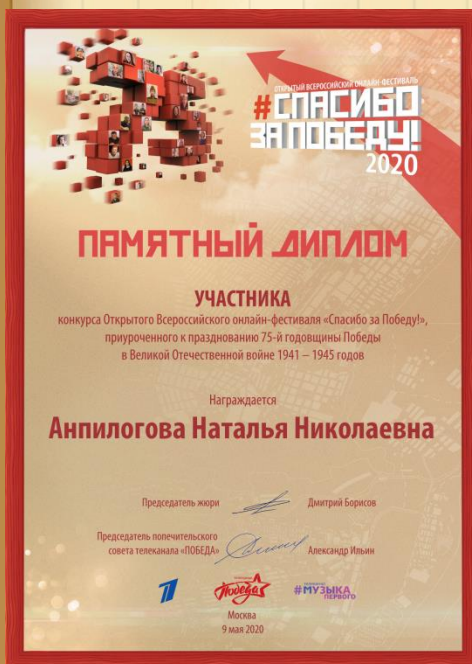 ОТКРЫТЫЙ ВСЕРОССИЙСКИЙ ОНЛАЙН-ФЕСТИВАЛЬ
#СПАСИБО
ЗА ПОБЕДУ!
2020
ПАМЯТНЫЙ ДИПЛОМ
УЧАСТНИКА
конкурса Открытого Всероссийского онлайн-фестиваля «Спасибо за Победу!»,
приуроченного к празднованию 75-й годовщины Победы
в Великой Отечественной войне 1941 – 1945 годов
Награждается
Анпилогова Наталья Николаевна
Председатель жюри Дмитрий Борисов
Председатель попечительского
совета телеканала «ПОБЕДА» Александр Ильин
1 Победа #МУЗЫКА
ПЕРВОГО
Москва
9 мая 2020